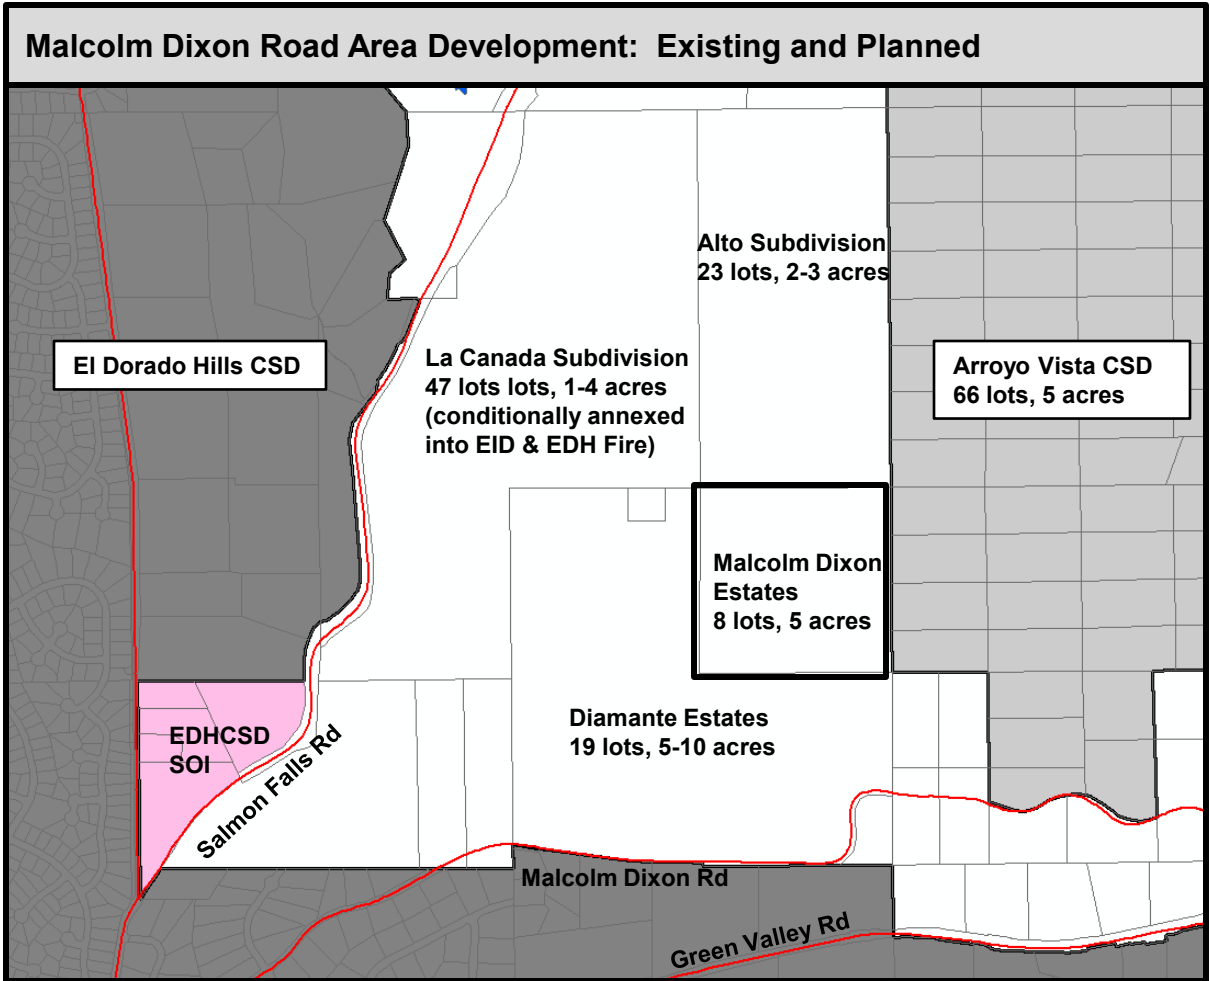 Malcolm Dixon Road Area Development: Existing and Planned
Alto Subdivision
23 lots, 2-3 acres
El Dorado Hills CSD
La Canada Subdivision
47 lots lots, 1-4 acres
(conditionally annexed
into EID & EDH Fire)
Arroyo Vista CSD
66 lots, 5 acres
Malcolm Dixon
Estates
8 lots, 5 acres
EDHCSD
SOI
Salmon Falls Rd
Diamante Estates
19 lots, 5-10 acres
Malcolm Dixon Rd
Green Valley Rd